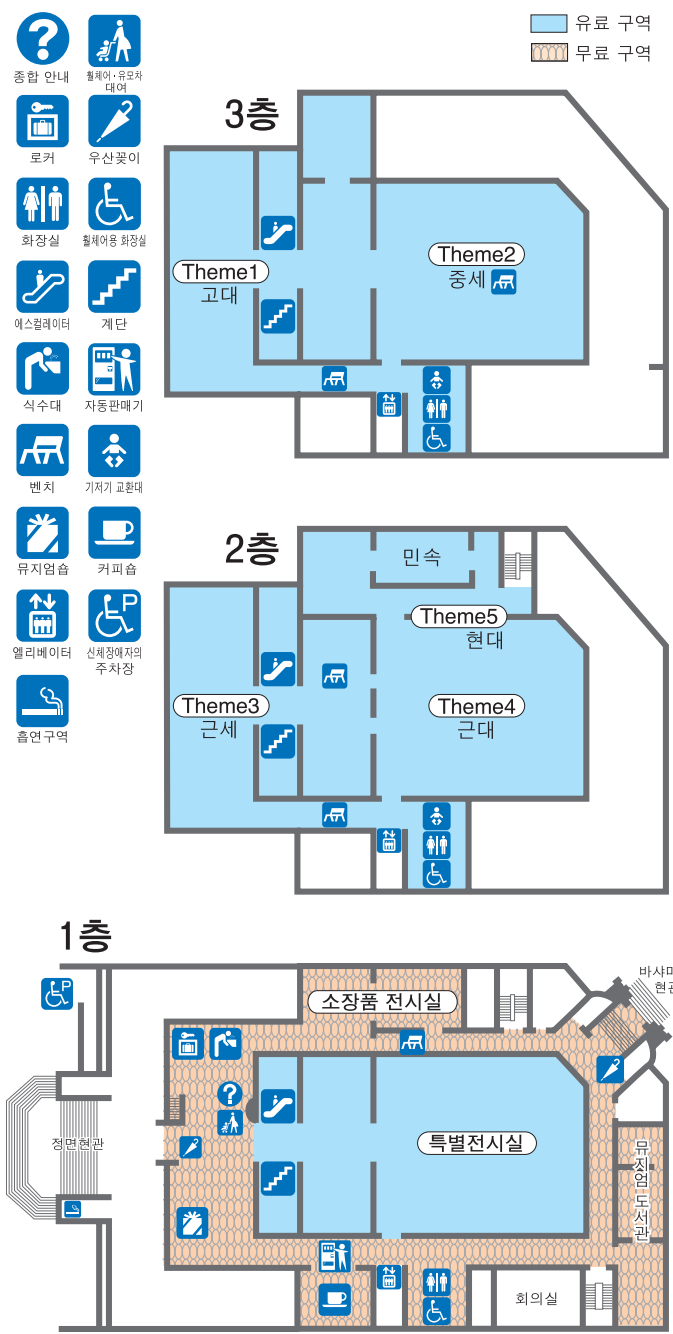 유료 구역
무료 구역
종합 안내
휠체어·유모차
대여
로커
우산꽂이
화장실
휠체어용 화장실
에스컬레이터
계단
식수대
자동판매기
벤치
기저기 교환대
뮤지엄숍
커피숍
엘리베이터
신체장애자의
주차장
흡연구역
3층
Theme1
고대
Theme2
중세
2층
민속
Theme5
현대
Theme3
근세
Theme4
근대
1층
P
바샤미
현관
소장품 전시실
정면현관
특별전시실
뮤지엄 도서관
회의실